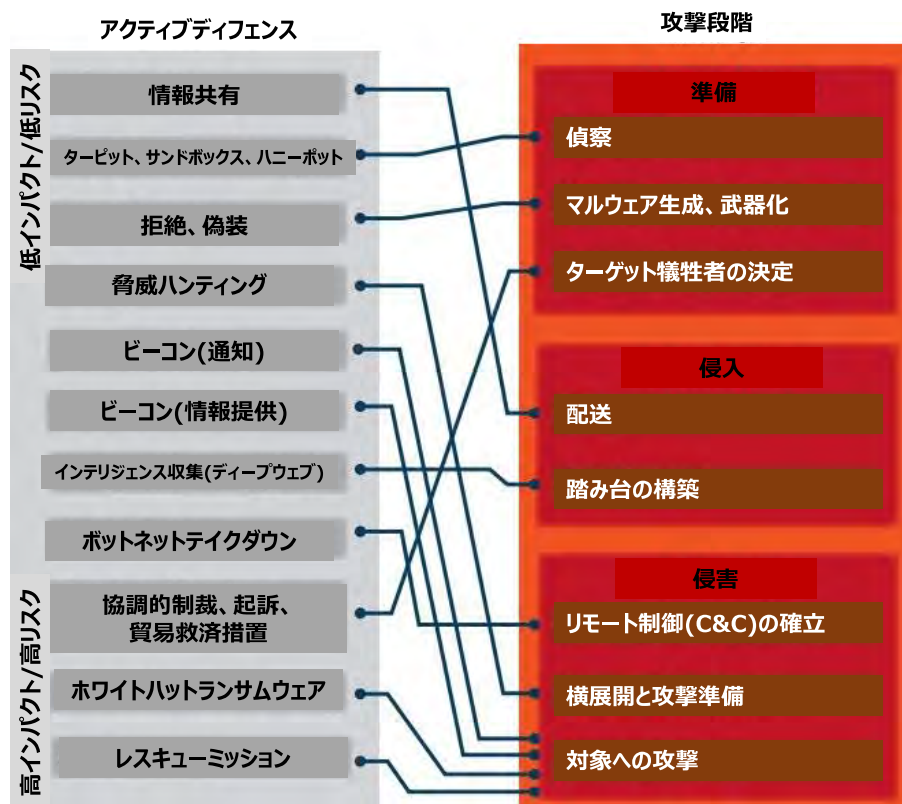 アクティブディフェンス
低インパクト/低リスク
情報共有
ターピット、サンドボックス、ハニーポット
拒絶、偽装
脅威ハンティング
ビーコン(通知)
ビーコン(情報提供)
インテリジェンス収集(ディープウェブ)
ボットネットテイクダウン
高インパクト/高リスク
協調的制裁、起訴、
貿易救済措置
ホワイトハットランサムウェア
レスキューミッション
攻撃段階
準備
偵察
マルウェア生成、武器化
ターゲット犠牲者の決定
侵入
配送
踏み台の構築
侵害
リモート制御(C&C)の確立
横展開と攻撃準備
対象への攻撃